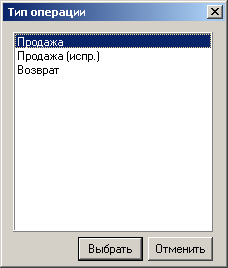 Тип операции
Продажа
Продажа (испр.)
Возврат
Выбрать
Отменить